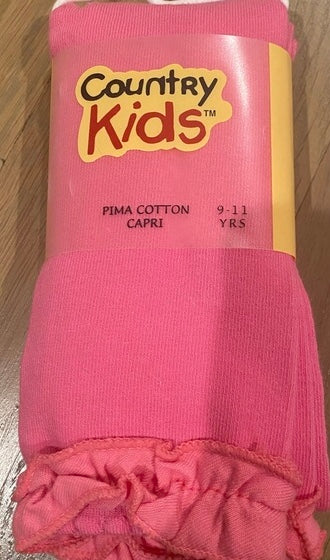 Country
Kids™
PIMA COTTON 9-11
CAPRI YRS